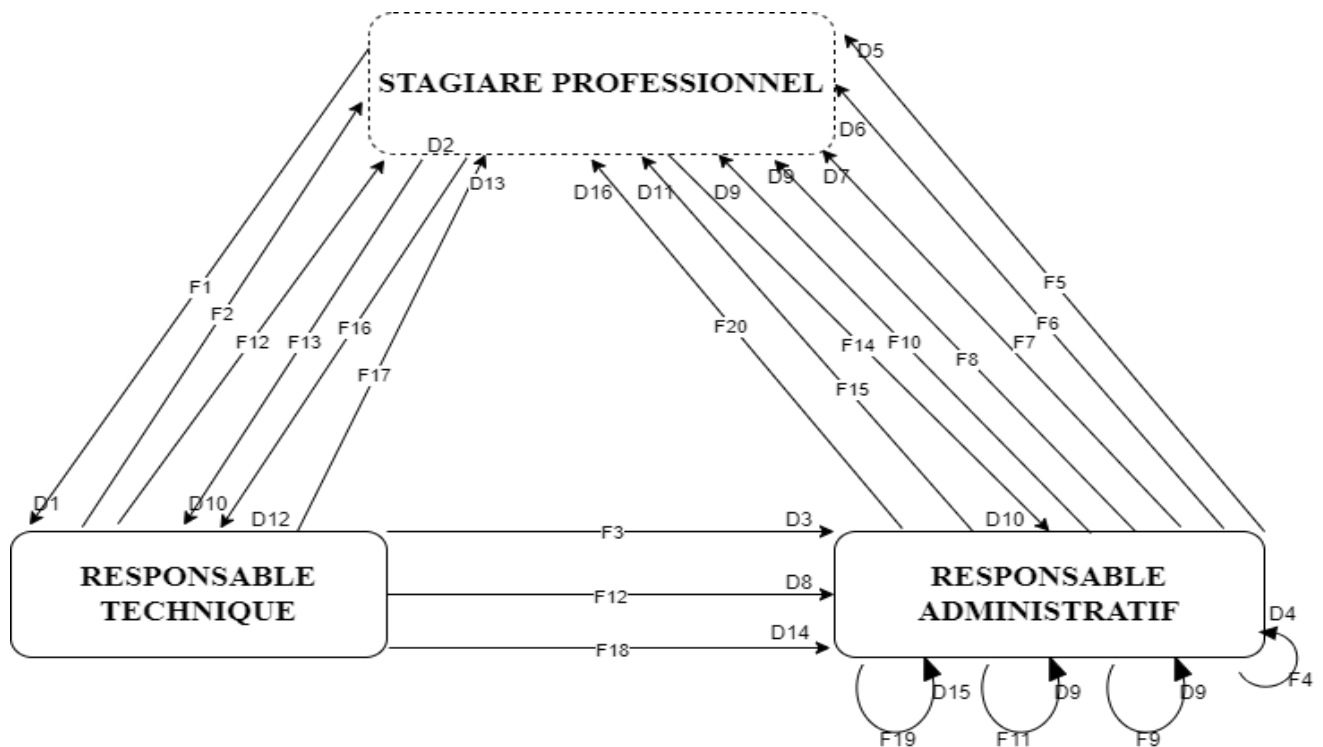 STAGIARE PROFESSIONNEL
D5
D6
D2
D13
D16
D11
D9
D9
D7
F1
F2
F12
F13
F16
F17
F20
F14
F10
F15
F8
F7
F6
F5
D1
D10
D12
D10
F3
D3
F12
D8
F18
D14
RESPONSABLE
TECHNIQUE
RESPONSABLE
ADMINISTRATIF
D4
F4
D15
D9
D9
F19
F11
F9